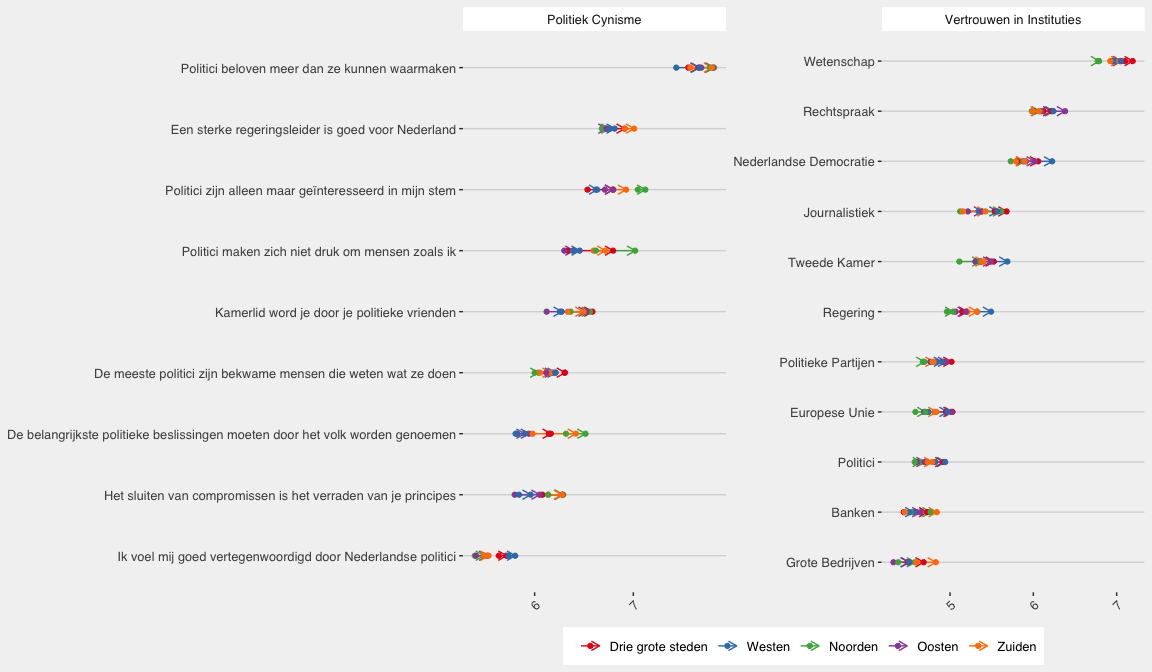 Politiek Cynisme
Politici beloven meer dan ze kunnen waarmaken
Een sterke regeringsleider is goed voor Nederland
Politici zijn alleen maar geïnteresseerd in mijn stem
Politici maken zich niet druk om mensen zoals ik
Kamerlid word je door je politieke vrienden
De meeste politici zijn bekwame mensen die weten wat ze doen
De belangrijkste politieke beslissingen moeten door het volk worden genoemen
Het sluiten van compromissen is het verraden van je principes
Ik voel mij goed vertegenwoordigd door Nederlandse politici
6 7
Vertrouwen in Instituties
Wetenschap
Rechtspraak
Nederlandse Democratie
Journalistiek
Tweede Kamer
Regering
Politieke Partijen
Europese Unie
Politici
Banken
Grote Bedrijven
5 6 7
Drie grote steden Westen Noorden Oosten Zuiden